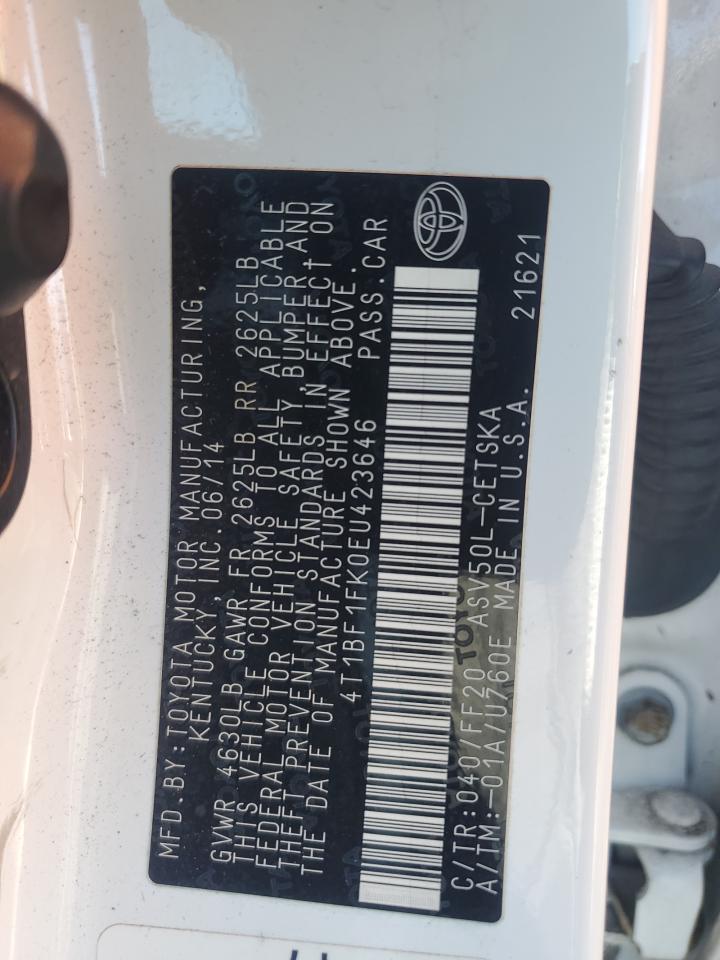 MFD.BY:TOYOTA MOTOR MANUFACTURING,
KENTUCKY,INC.06/14
GVWR 4630LB GAWR FR 2625LB RR 2625LB
THIS VEHICLE CONFORMS TO ALL APPLICABLE
FEDERAL MOTOR VEHICLE SAFETY, BUMPER,AND
THEFT PREVENTION STANDARDS IN EFFECT ON
THE DATE OF MANUFACTURE SHOWN ABOVE.
4T1BF1FK0EU423646 PASS.CAR
C/TR:040/FF20 ASV50L-CETSKA
A/TM:-01A/U760E MADE IN U.S.A. 21621